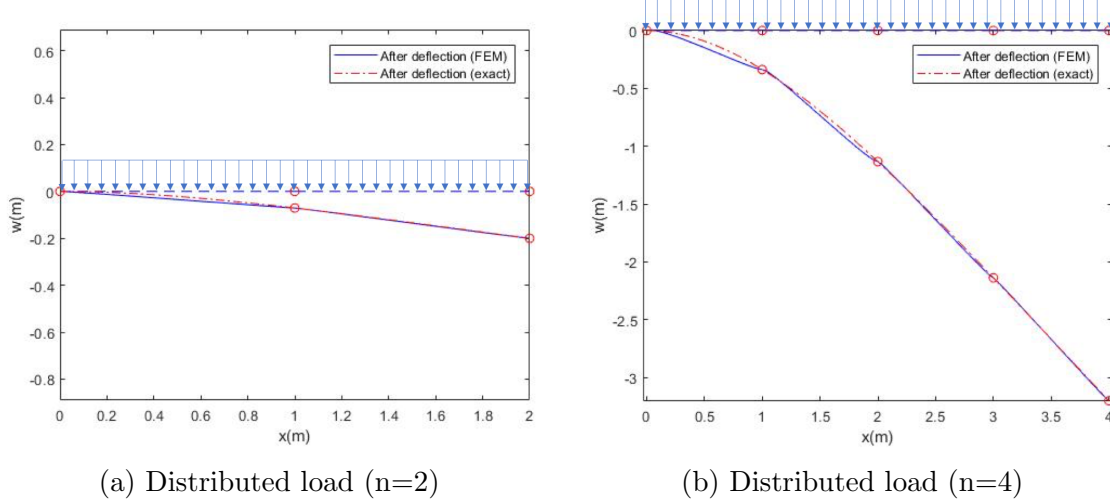 0.6
0.4
0.2
0
-0.2
-0.4
-0.6
-0.8
w(m)
After deflection (FEM)
After deflection (exact)
0 0.2 0.4 0.6 0.8 1 1.2 1.4 1.6 1.8 2
x(m)
(a) Distributed load (n=2)
0
-0.5
-1
-1.5
-2
-2.5
-3
w(m)
After deflection (FEM)
After deflection (exact)
0 0.5 1 1.5 2 2.5 3 3.5 4
x(m)
(b) Distributed load (n=4)